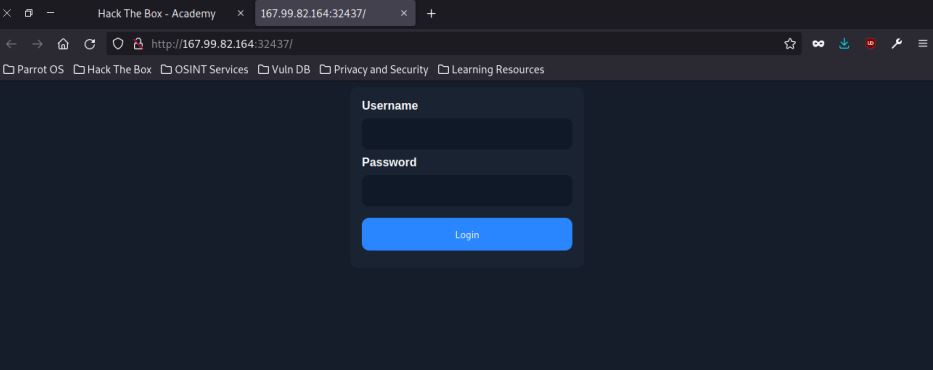 Hack The Box - Academy
167.99.82.164:32437/
http://167.99.82.164:32437/
Parrot OS Hack The Box OSINT Services Vuln DB Privacy and Security Learning Resources
Username
Password
Login